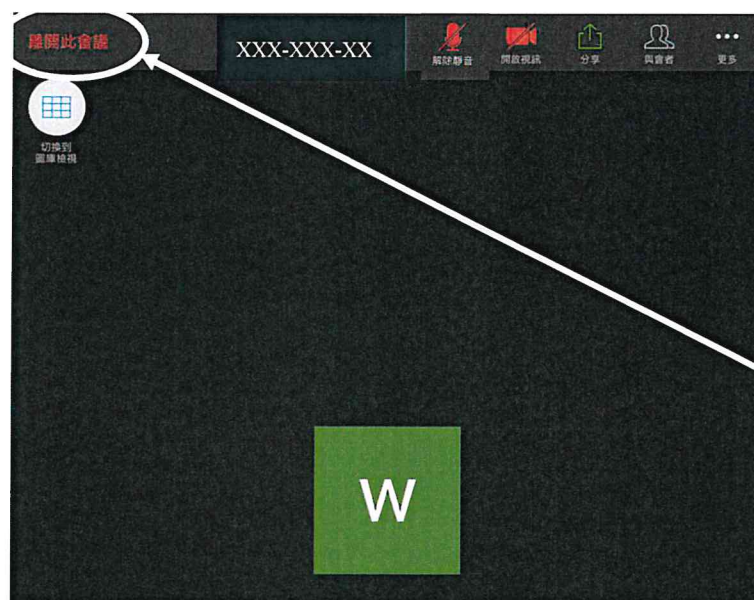 離開此會議
XXX-XXX-XX
解除靜音
開啟視訊
分享
與會者
更多
切換到
圖庫檢視
W